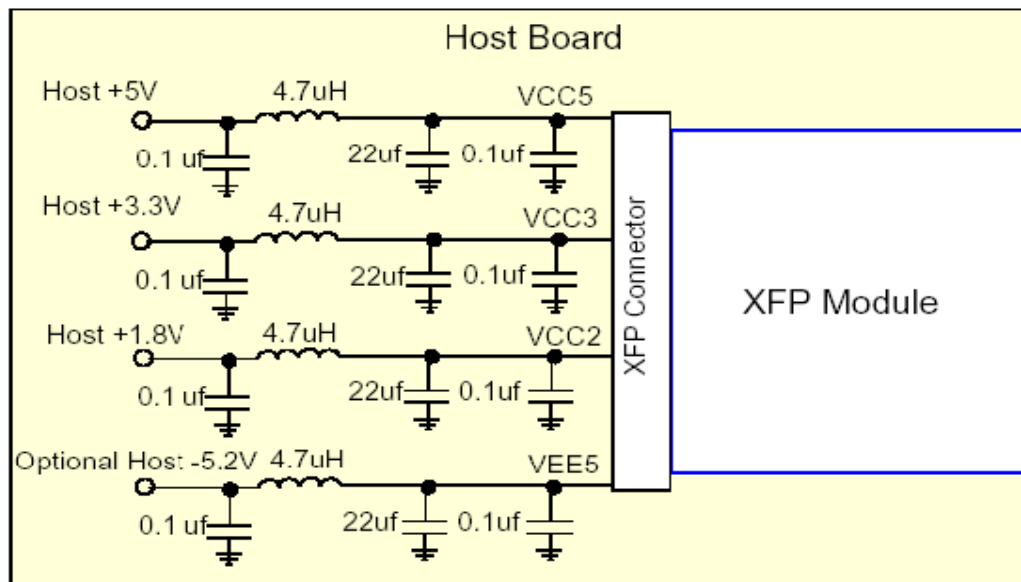 Host Board
Host +5V
4.7uH
VCC5
0.1 uf
22uf
0.1uf
Host +3.3V
4.7uH
VCC3
0.1 uf
22uf
0.1uf
Host +1.8V
4.7uH
VCC2
0.1 uf
22uf
0.1uf
Optional Host -5.2V
4.7uH
VEE5
0.1 uf
22uf
0.1uf
XFP Connector
XFP Module